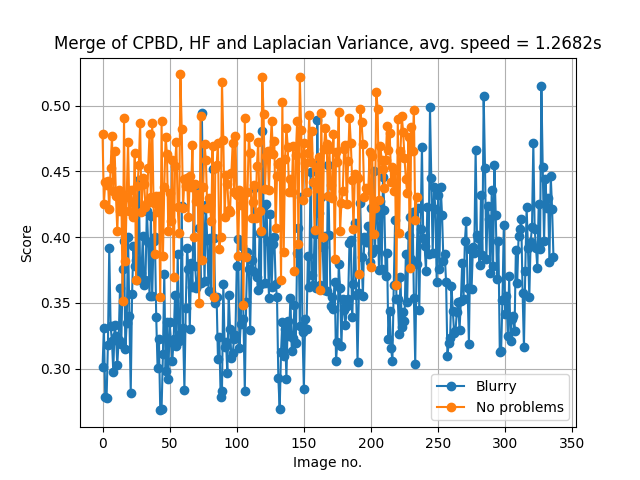 Merge of CPBD, HF and Laplacian Variance, avg. speed = 1.2682s
0.50
0.45
0.40
0.35
0.30
Score
0 50 100 150 200 250 300 350
Image no.
Blurry
No problems